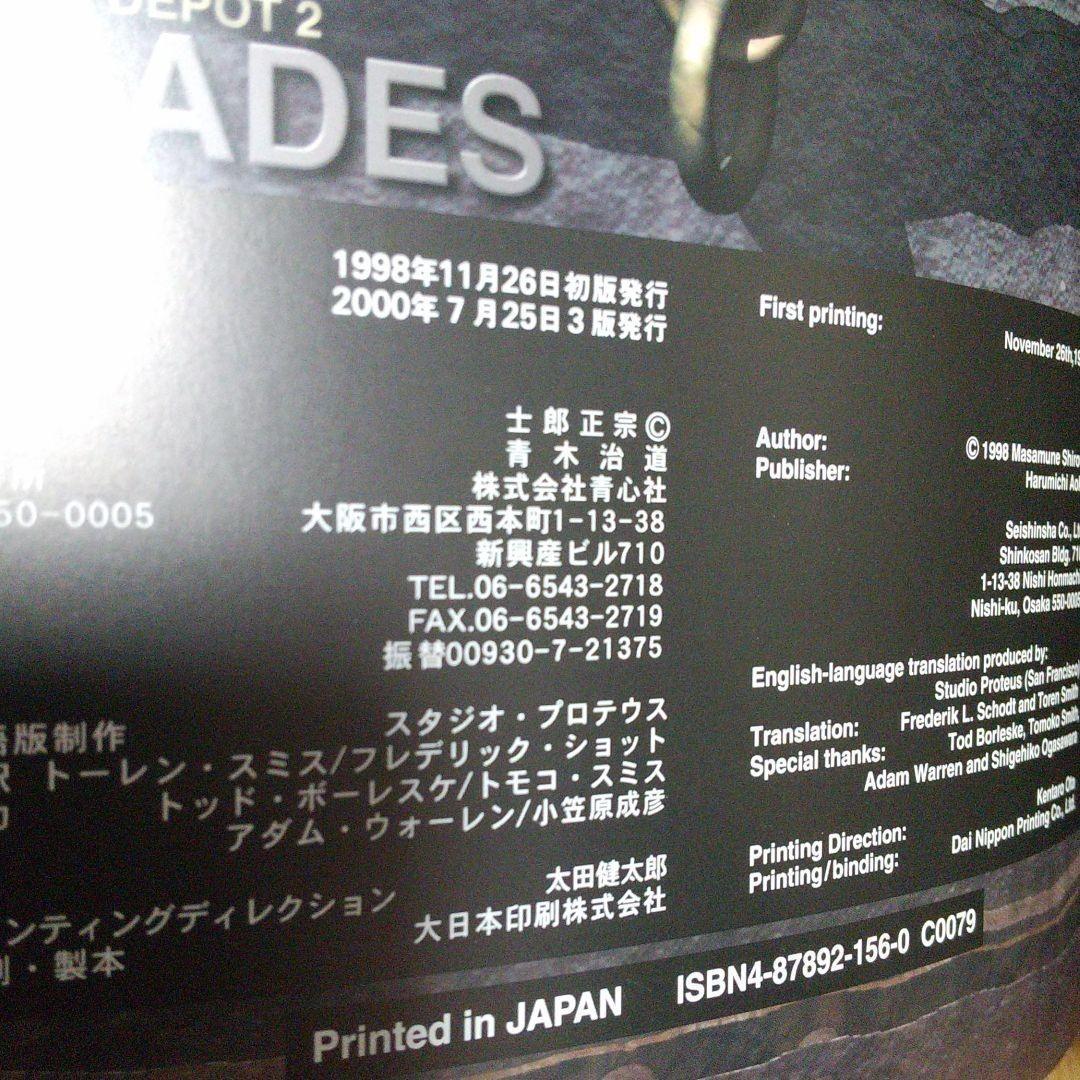 DEPOT 2
ADES
1998年11月26日初版発行
2000年 7 月25日 3 版発行
士 郎 正 宗 ©
青 木 治 道
株式会社青心社
50-0005
大阪市西区西本町1-13-38
新興産ビル710
TEL.06-6543-2718
FAX.06-6543-2719
振 替00930-7-21375
版制作
スタジオ・プロテウス
訳 トーレン・スミス/フレデリック・ショット
トッド・ボーレスケ/トモコ・スミス
アダム・ウォーレン/小笠原成彦
ンティングディレクション
太田健太郎
・製本
大日本印刷株式会社
First printing:
November 26th,19
Author:
© 1998 Masamune Shirow
Publisher:
Harumichi Aok
Seishinsha Co., Lt
Shinkosan Bldg. 710
1-13-38 Nishi Honmach
Nishi-ku, Osaka 550-0005
English-language translation produced by:
Studio Proteus (San Francisco)
Translation:
Frederik L. Schodt and Toren Smith
Special thanks:
Tod Borleske, Tomoko Smith,
Adam Warren and Shigehiko Ogasawara
Printing Direction:
Kentaro Ota
Printing/binding:
Dai Nippon Printing Co., Ltd.
Printed in JAPAN
ISBN4-87892-156-0 C0079